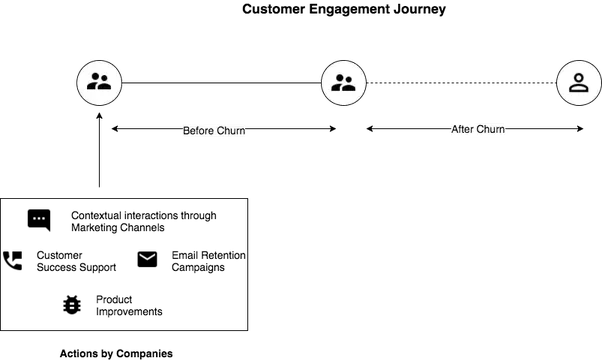 Customer Engagement Journey
Before Churn
After Churn
Contextual interactions through
Marketing Channels
Customer
Success Support
Email Retention
Campaigns
Product
Improvements
Actions by Companies